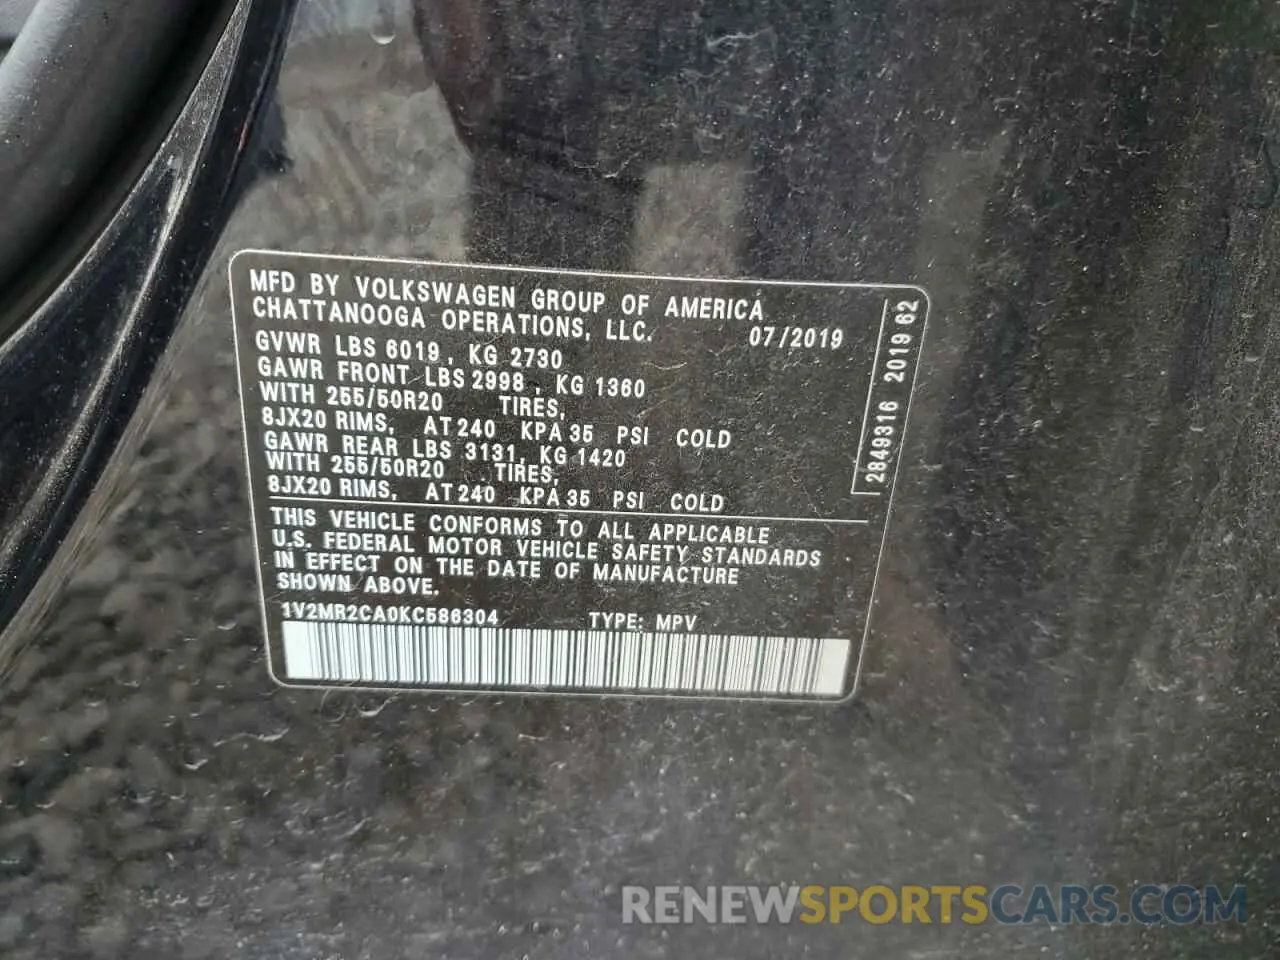 MFD BY VOLKSWAGEN GROUP OF AMERICA
CHATTANOOGA OPERATIONS, LLC. 07/2019
GVWR LBS 6019, KG 2730
GAWR FRONT LBS 2998, KG 1360
WITH 255/50R20 TIRES,
8JX20 RIMS, AT 240 KPA 35 PSI COLD
GAWR REAR LBS 3131, KG 1420
WITH 255/50R20 TIRES,
8JX20 RIMS, AT 240 KPA 35 PSI COLD
THIS VEHICLE CONFORMS TO ALL APPLICABLE
U.S. FEDERAL MOTOR VEHICLE SAFETY STANDARDS
IN EFFECT ON THE DATE OF MANUFACTURE
SHOWN ABOVE.
1V2MR2CA0KC586304 TYPE: MPV
2849316 2019 62
RENEWSPORTSCARS.COM